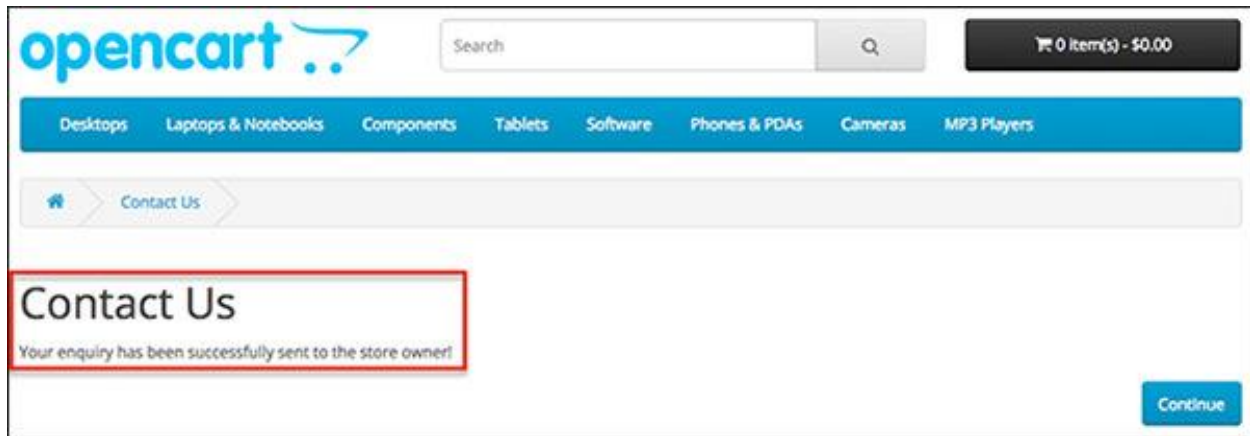 opencart
Search
0 item(s) - $0.00
Desktops Laptops & Notebooks Components Tablets Software Phones & PDAs Cameras MP3 Players
Contact Us
Contact Us
Your enquiry has been successfully sent to the store owner!
Continue